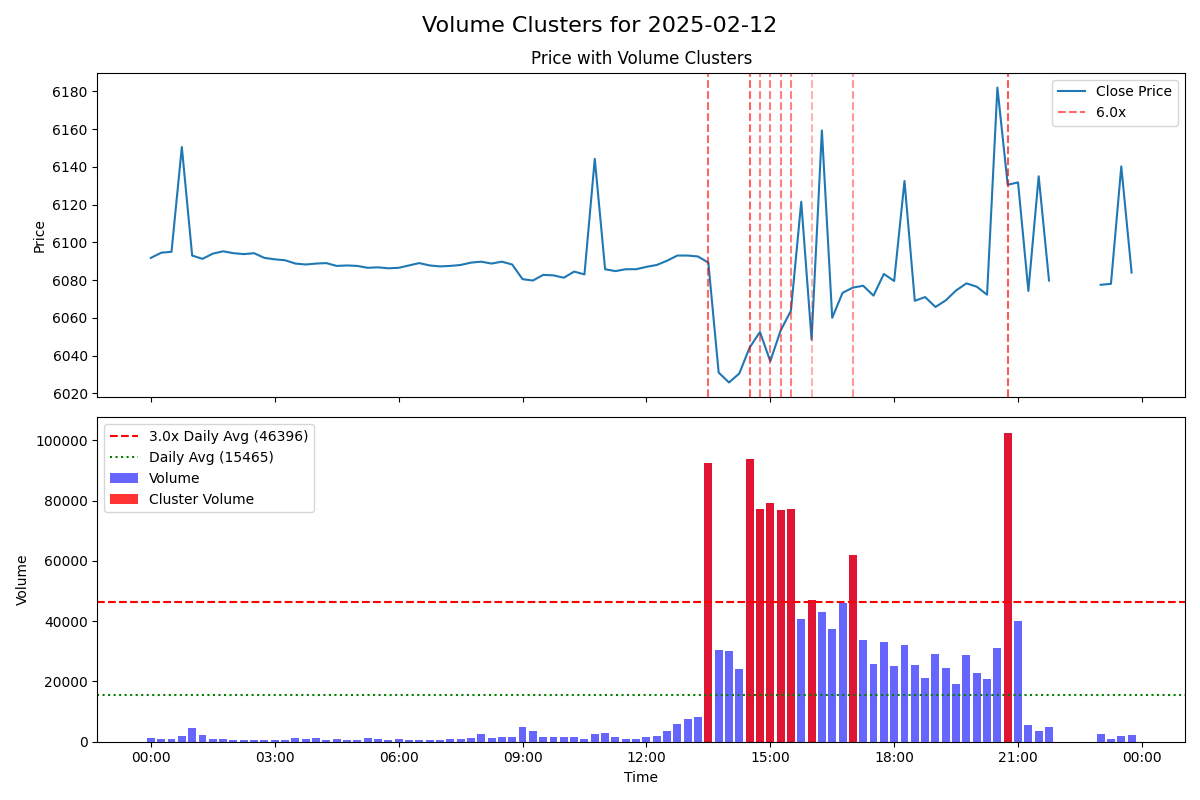 Volume Clusters for 2025-02-12
Price with Volume Clusters
Price
6180
6160
6140
6120
6100
6080
6060
6040
6020
Close Price
6.0x
Volume
100000
80000
60000
40000
20000
0
3.0x Daily Avg (46396)
Daily Avg (15465)
Volume
Cluster Volume
00:00 03:00 06:00 09:00 12:00 15:00 18:00 21:00 00:00
Time